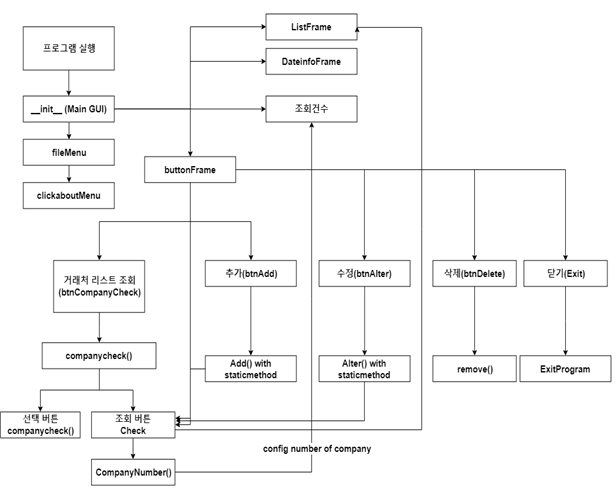 ListFrame
프로그램 실행
DateinfoFrame
__init__ (Main GUI)
조회건수
fileMenu
buttonFrame
clickaboutMenu
거래처 리스트 조회
(btnCompanyCheck)
추가(btnAdd)
수정(btnAlter)
삭제(btnDelete)
닫기(Exit)
companycheck()
Add() with
staticmethod
Alter() with
staticmethod
remove()
ExitProgram
선택 버튼
companycheck()
조회 버튼
Check
config number of company
CompanyNumber()